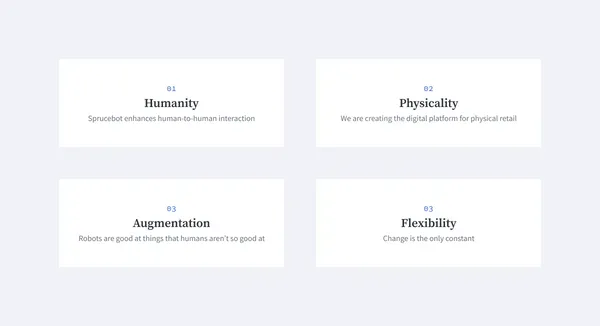 01
Humanity
Sprucebot enhances human-to-human interaction
02
Physicality
We are creating the digital platform for physical retail
03
Augmentation
Robots are good at things that humans aren't so good at
03
Flexibility
Change is the only constant